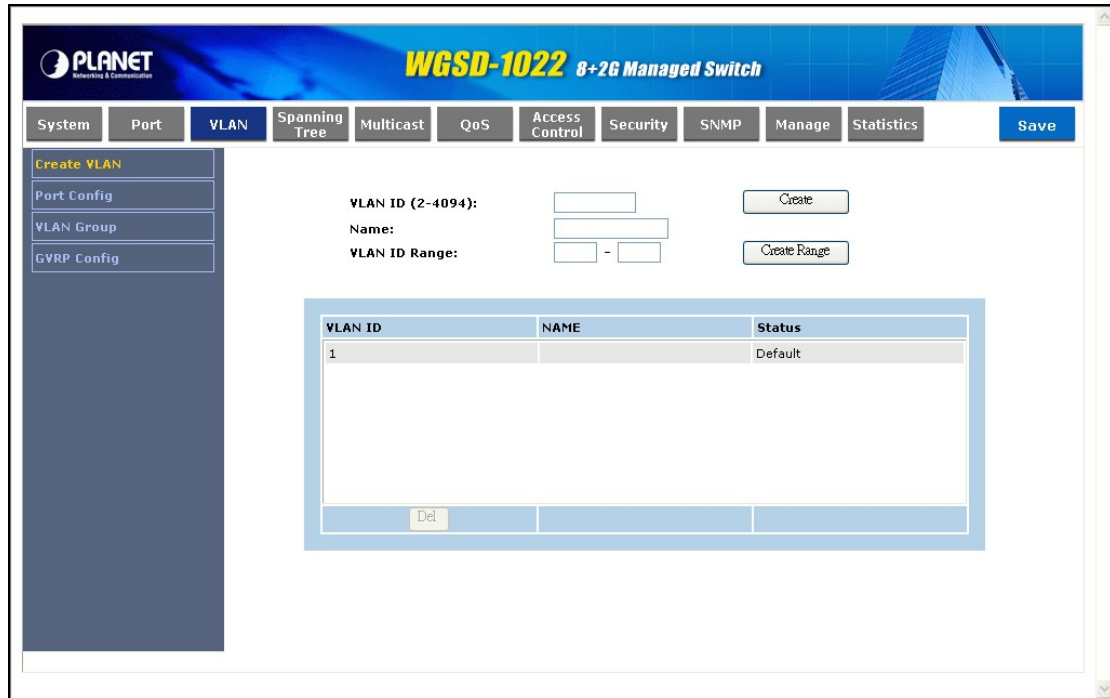 PLANET
Networking & Communication
WGSD-1022 8+2G Managed Switch
System
Port
VLAN
Spanning Tree
Multicast
QoS
Access Control
Security
SNMP
Manage
Statistics
Save
Create VLAN
Port Config
VLAN Group
GVRP Config
VLAN ID (2-4094):
Create
Name:
VLAN ID Range:
-
Create Range
VLAN ID NAME Status
1 Default
Del